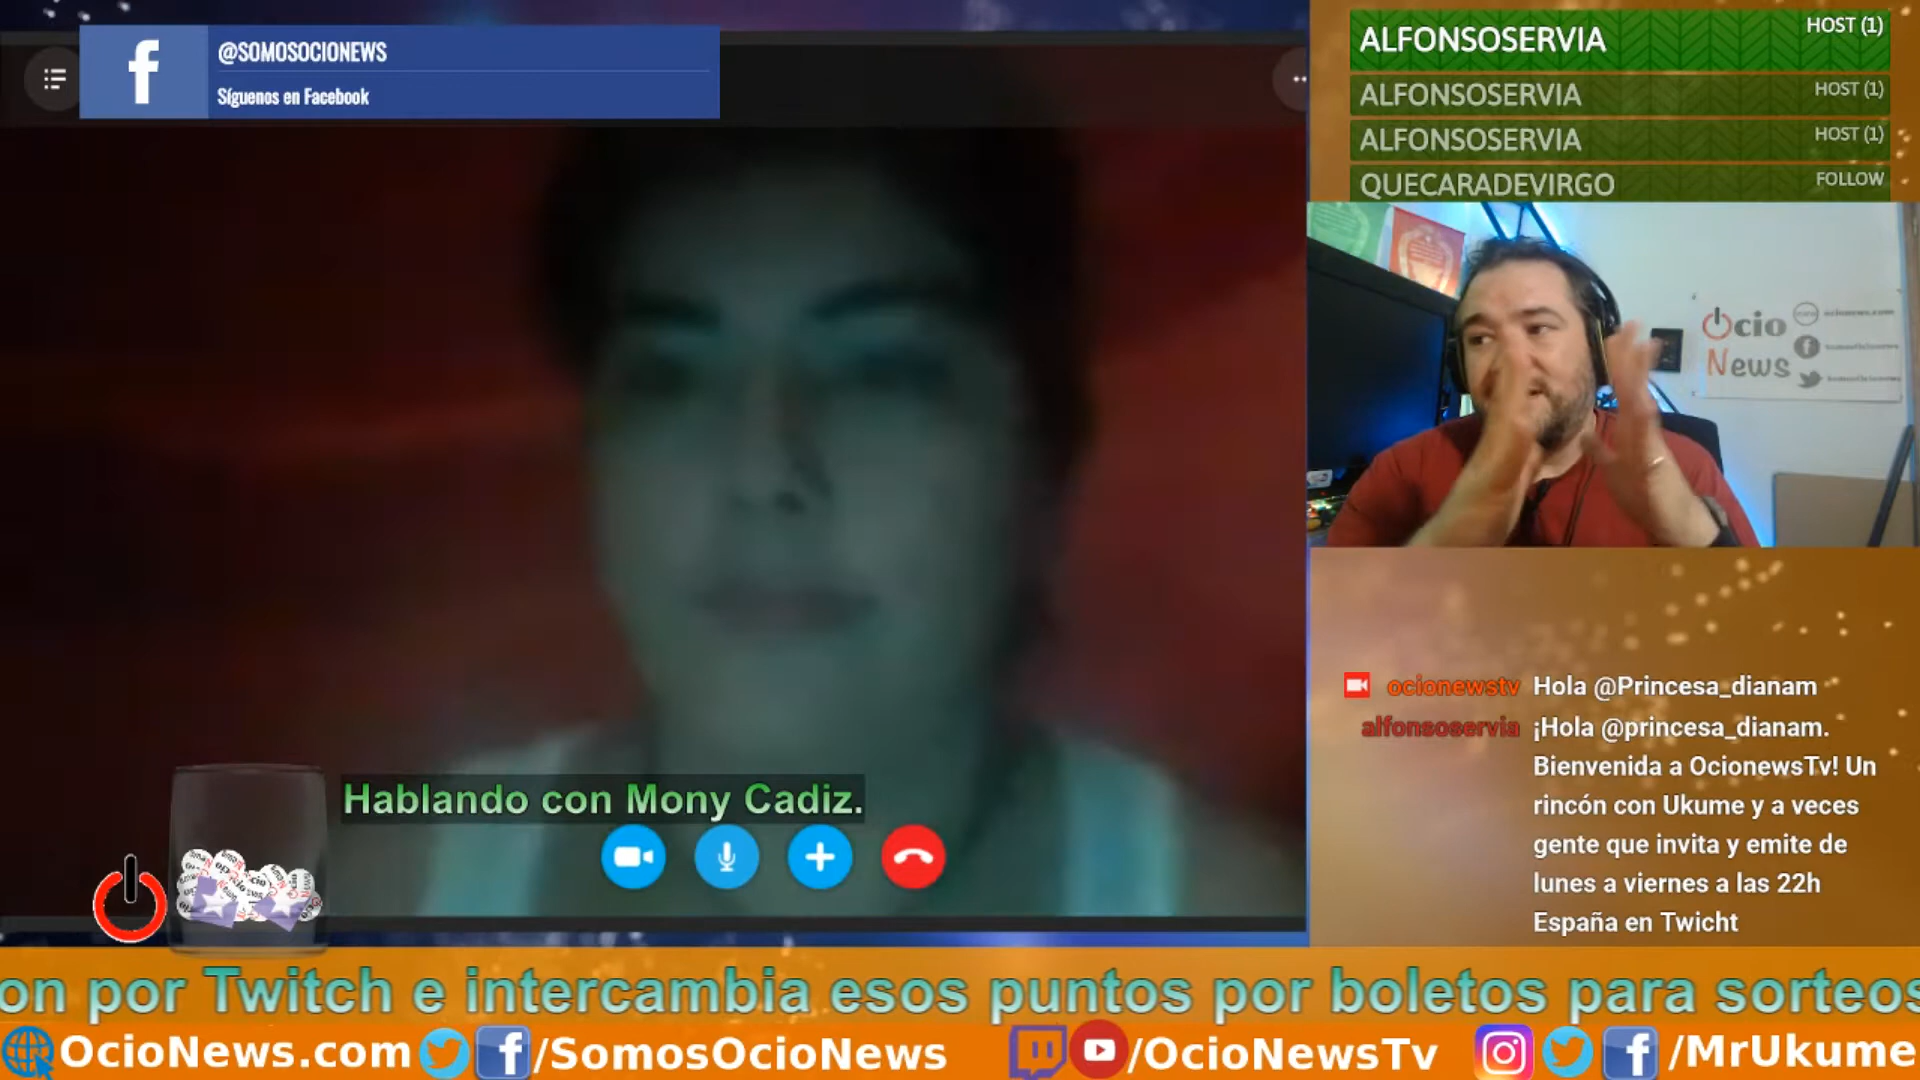 @SOMOSOCIONEWS
Síguenos en Facebook
ALFONSOSERVIA HOST (1)
ALFONSOSERVIA HOST (1)
ALFONSOSERVIA HOST (1)
QUECARADEVIRGO FOLLOW
Ocio
News
ocionewstv Hola @Princesa_dianam
alfonsoservia ¡Hola @princesa_dianam.
Bienvenida a OcionewsTv! Un
rincón con Ukume y a veces
gente que invita y emite de
lunes a viernes a las 22h
España en Twicht
Hablando con Mony Cadiz.
on por Twitch e intercambia esos puntos por boletos para sorteos
OcioNews.com /SomosOcioNews /OcioNewsTv /MrUkume